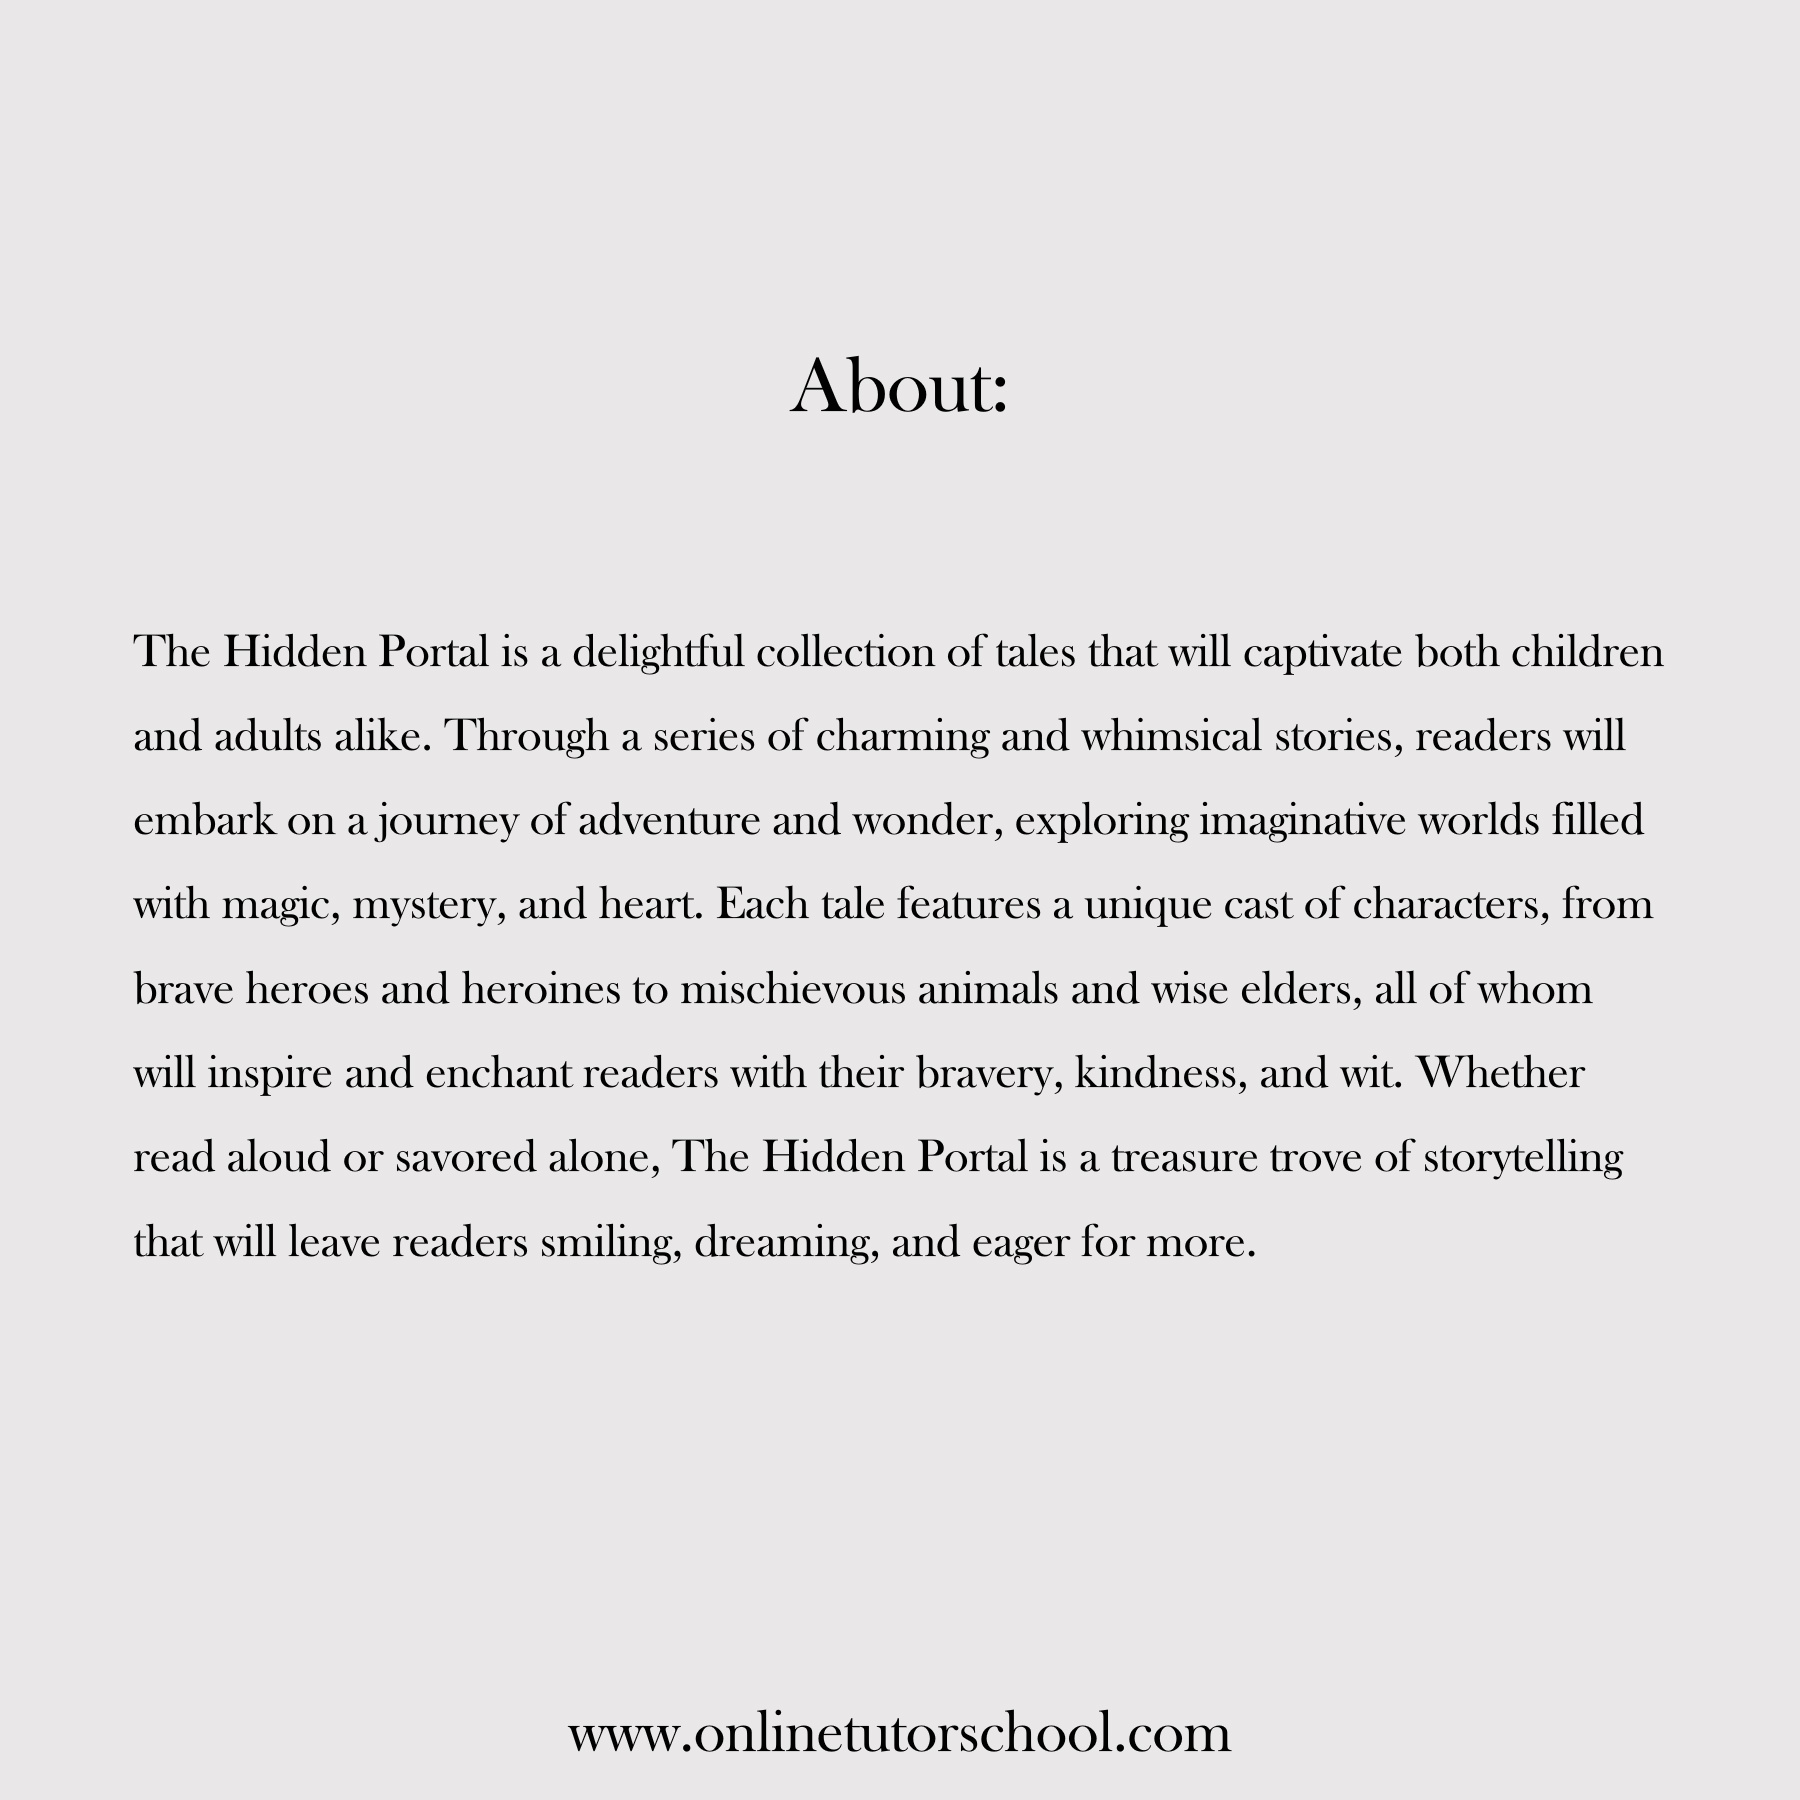 About:
The Hidden Portal is a delightful collection of tales that will captivate both children
and adults alike. Through a series of charming and whimsical stories, readers will
embark on a journey of adventure and wonder, exploring imaginative worlds filled
with magic, mystery, and heart. Each tale features a unique cast of characters, from
brave heroes and heroines to mischievous animals and wise elders, all of whom
will inspire and enchant readers with their bravery, kindness, and wit. Whether
read aloud or savored alone, The Hidden Portal is a treasure trove of storytelling
that will leave readers smiling, dreaming, and eager for more.
www.onlinetutorschool.com